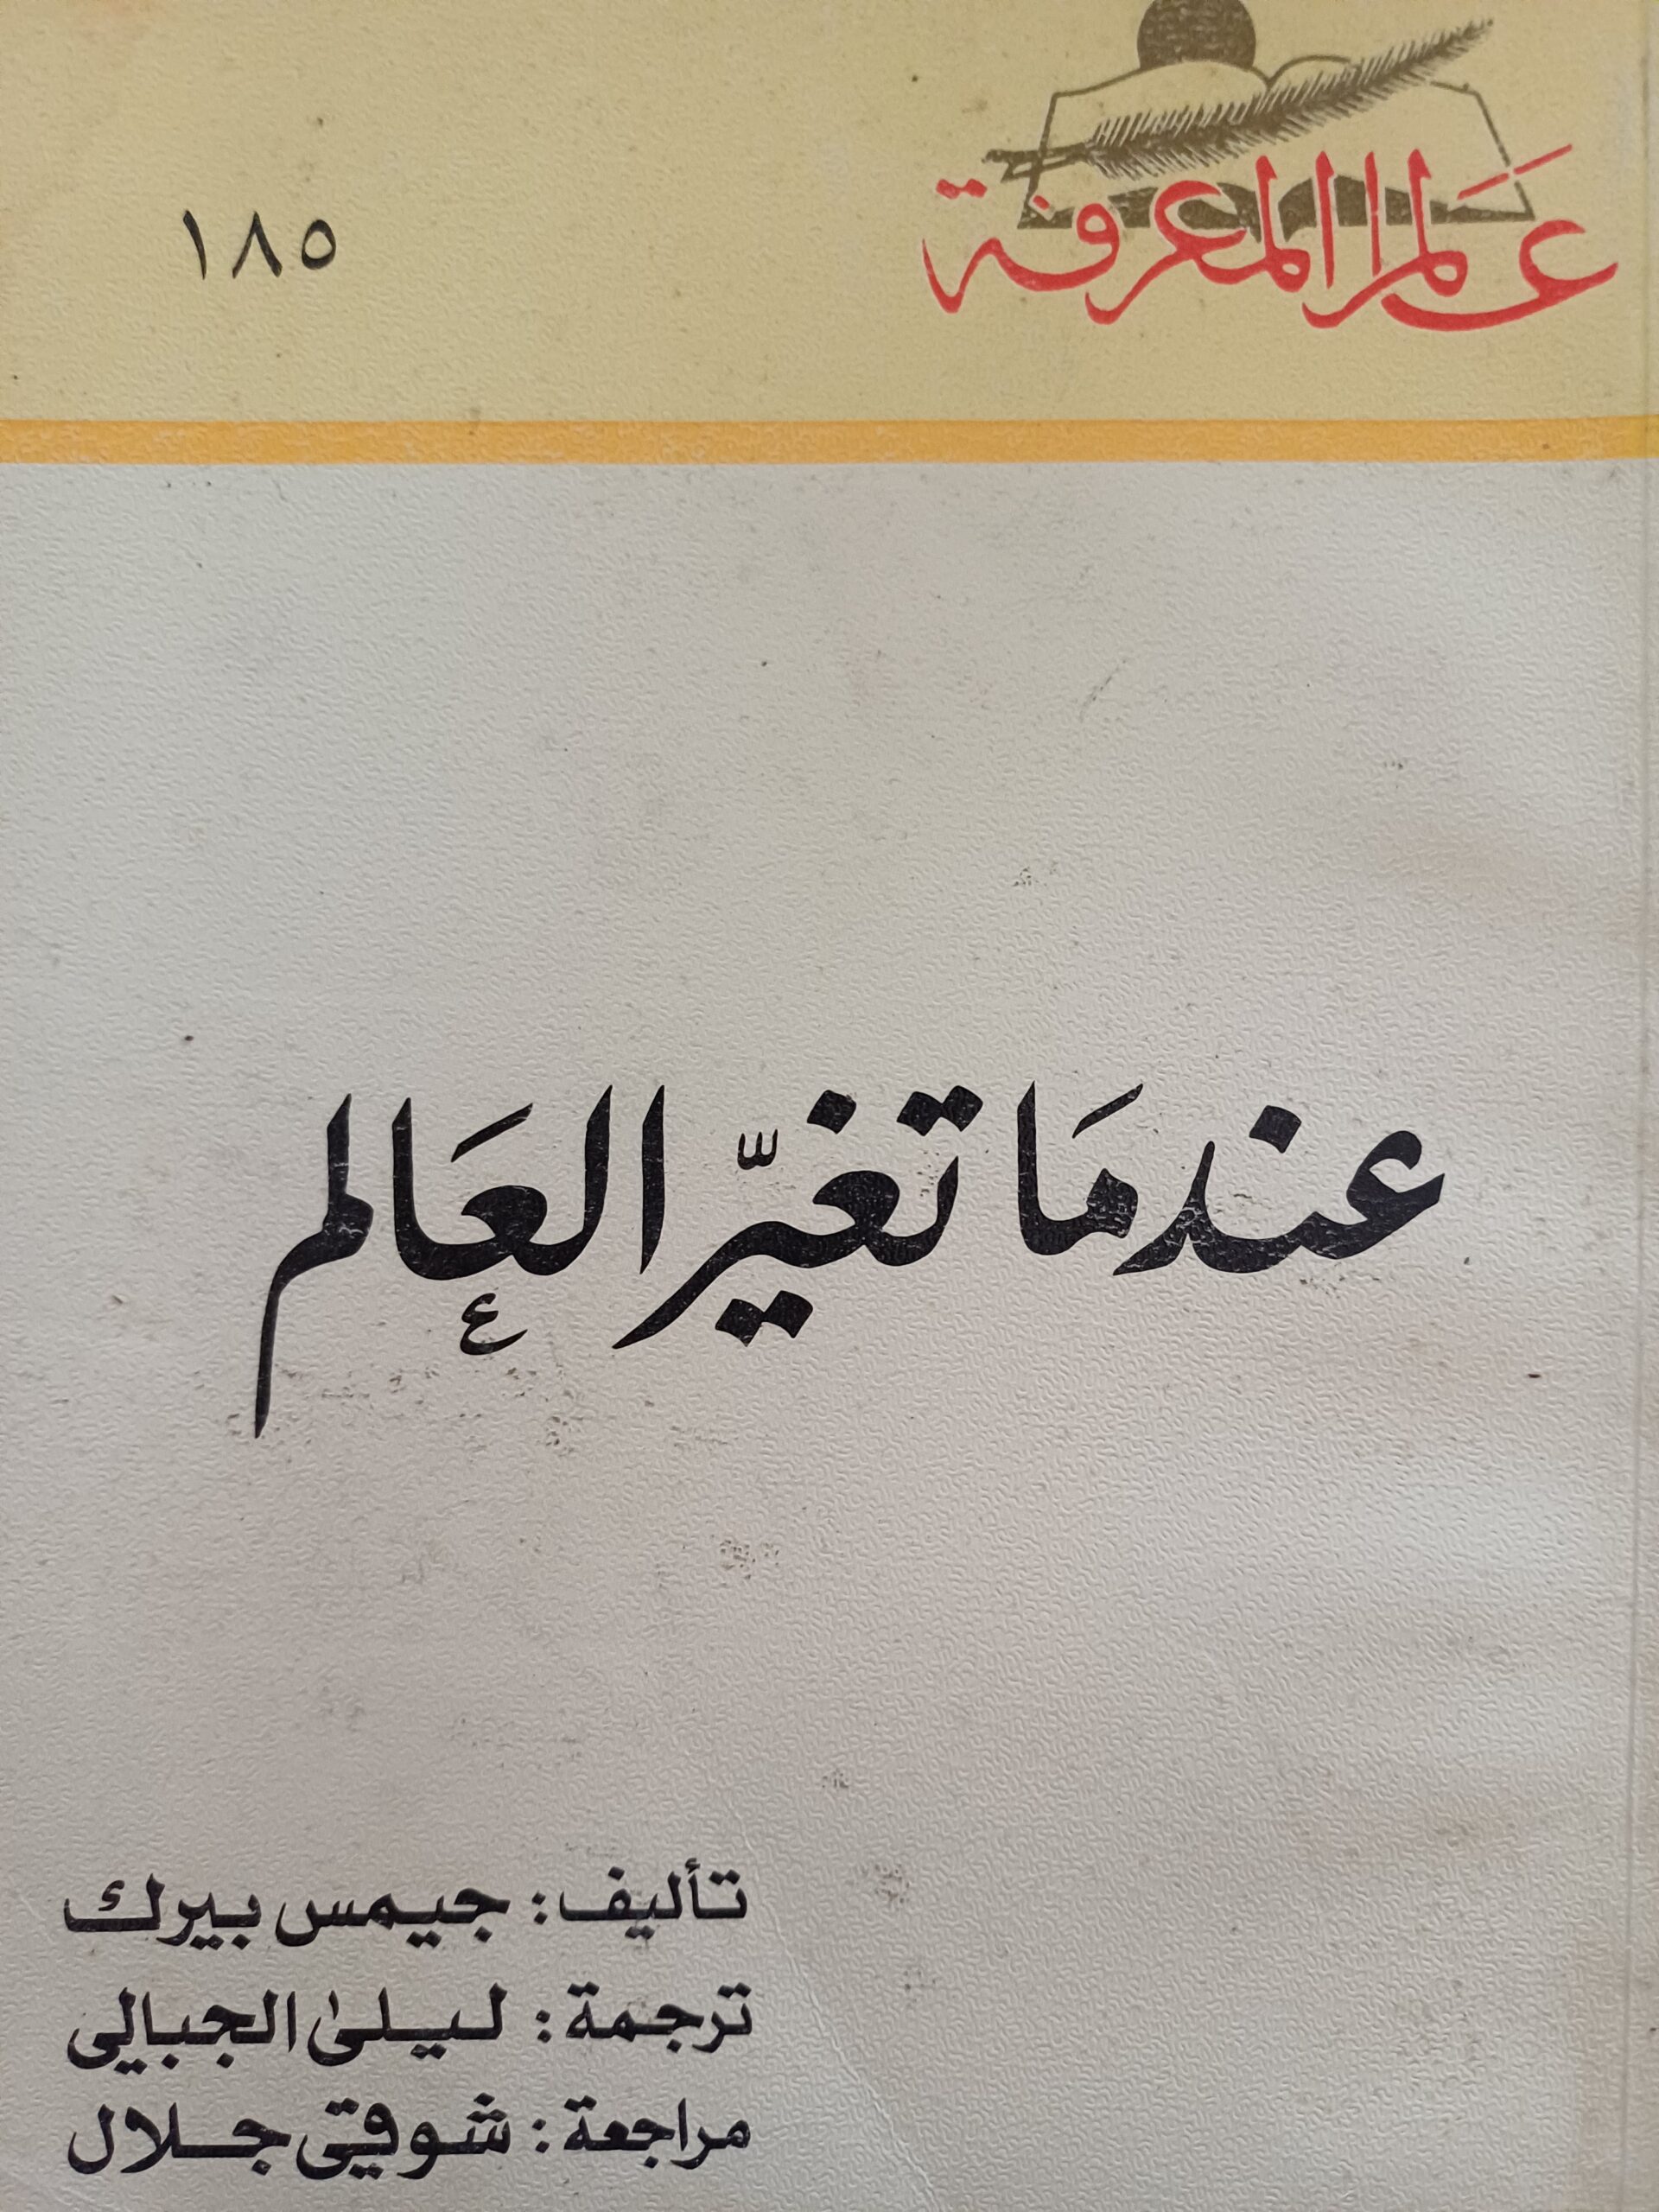 عالم المعرفة
١٨٥
عندما تغيّر العالم
تأليف: جيمس بيرك
ترجمة: ليلى الجبالي
مراجعة: شوقي جلال